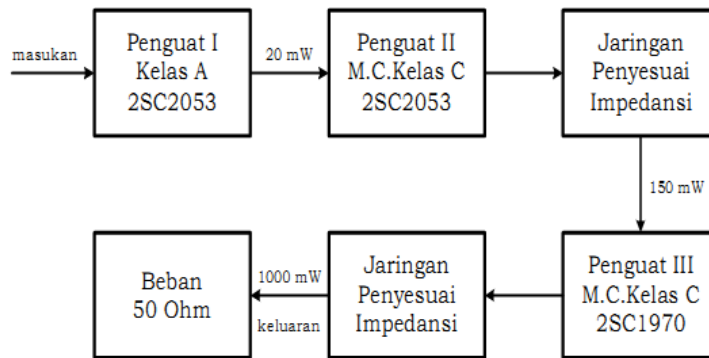 masukan
Penguat I
Kelas A
2SC2053
20 mW
Penguat II
M.C.Kelas C
2SC2053
Jaringan
Penyesuai
Impedansi
150 mW
Penguat III
M.C.Kelas C
2SC1970
Jaringan
Penyesuai
Impedansi
1000 mW
keluaran
Beban
50 Ohm